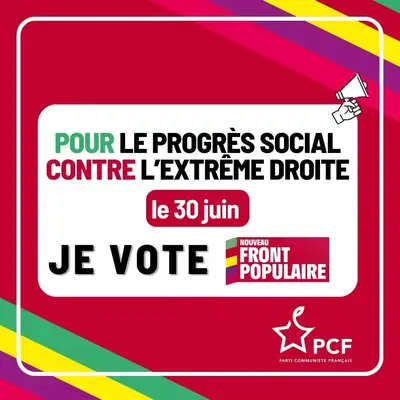 POUR LE PROGRÈS SOCIAL
CONTRE L'EXTRÊME DROITE
le 30 juin
JE VOTE
NOUVEAU
FRONT
POPULAIRE
PCF
PARTI COMMUNISTE FRANÇAIS